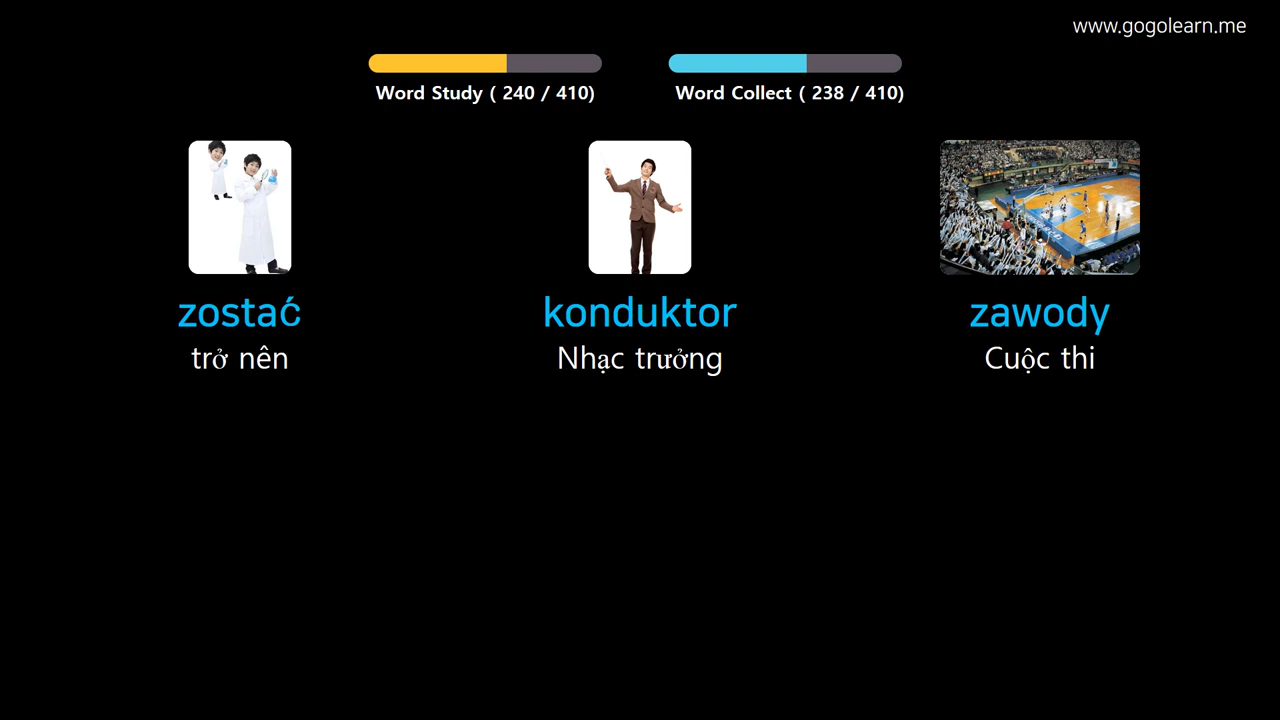 www.gogolearn.me
Word Study ( 240 / 410)
Word Collect ( 238 / 410)
zostać
konduktor
zawody
trở nên
Nhạc trưởng
Cuộc thi